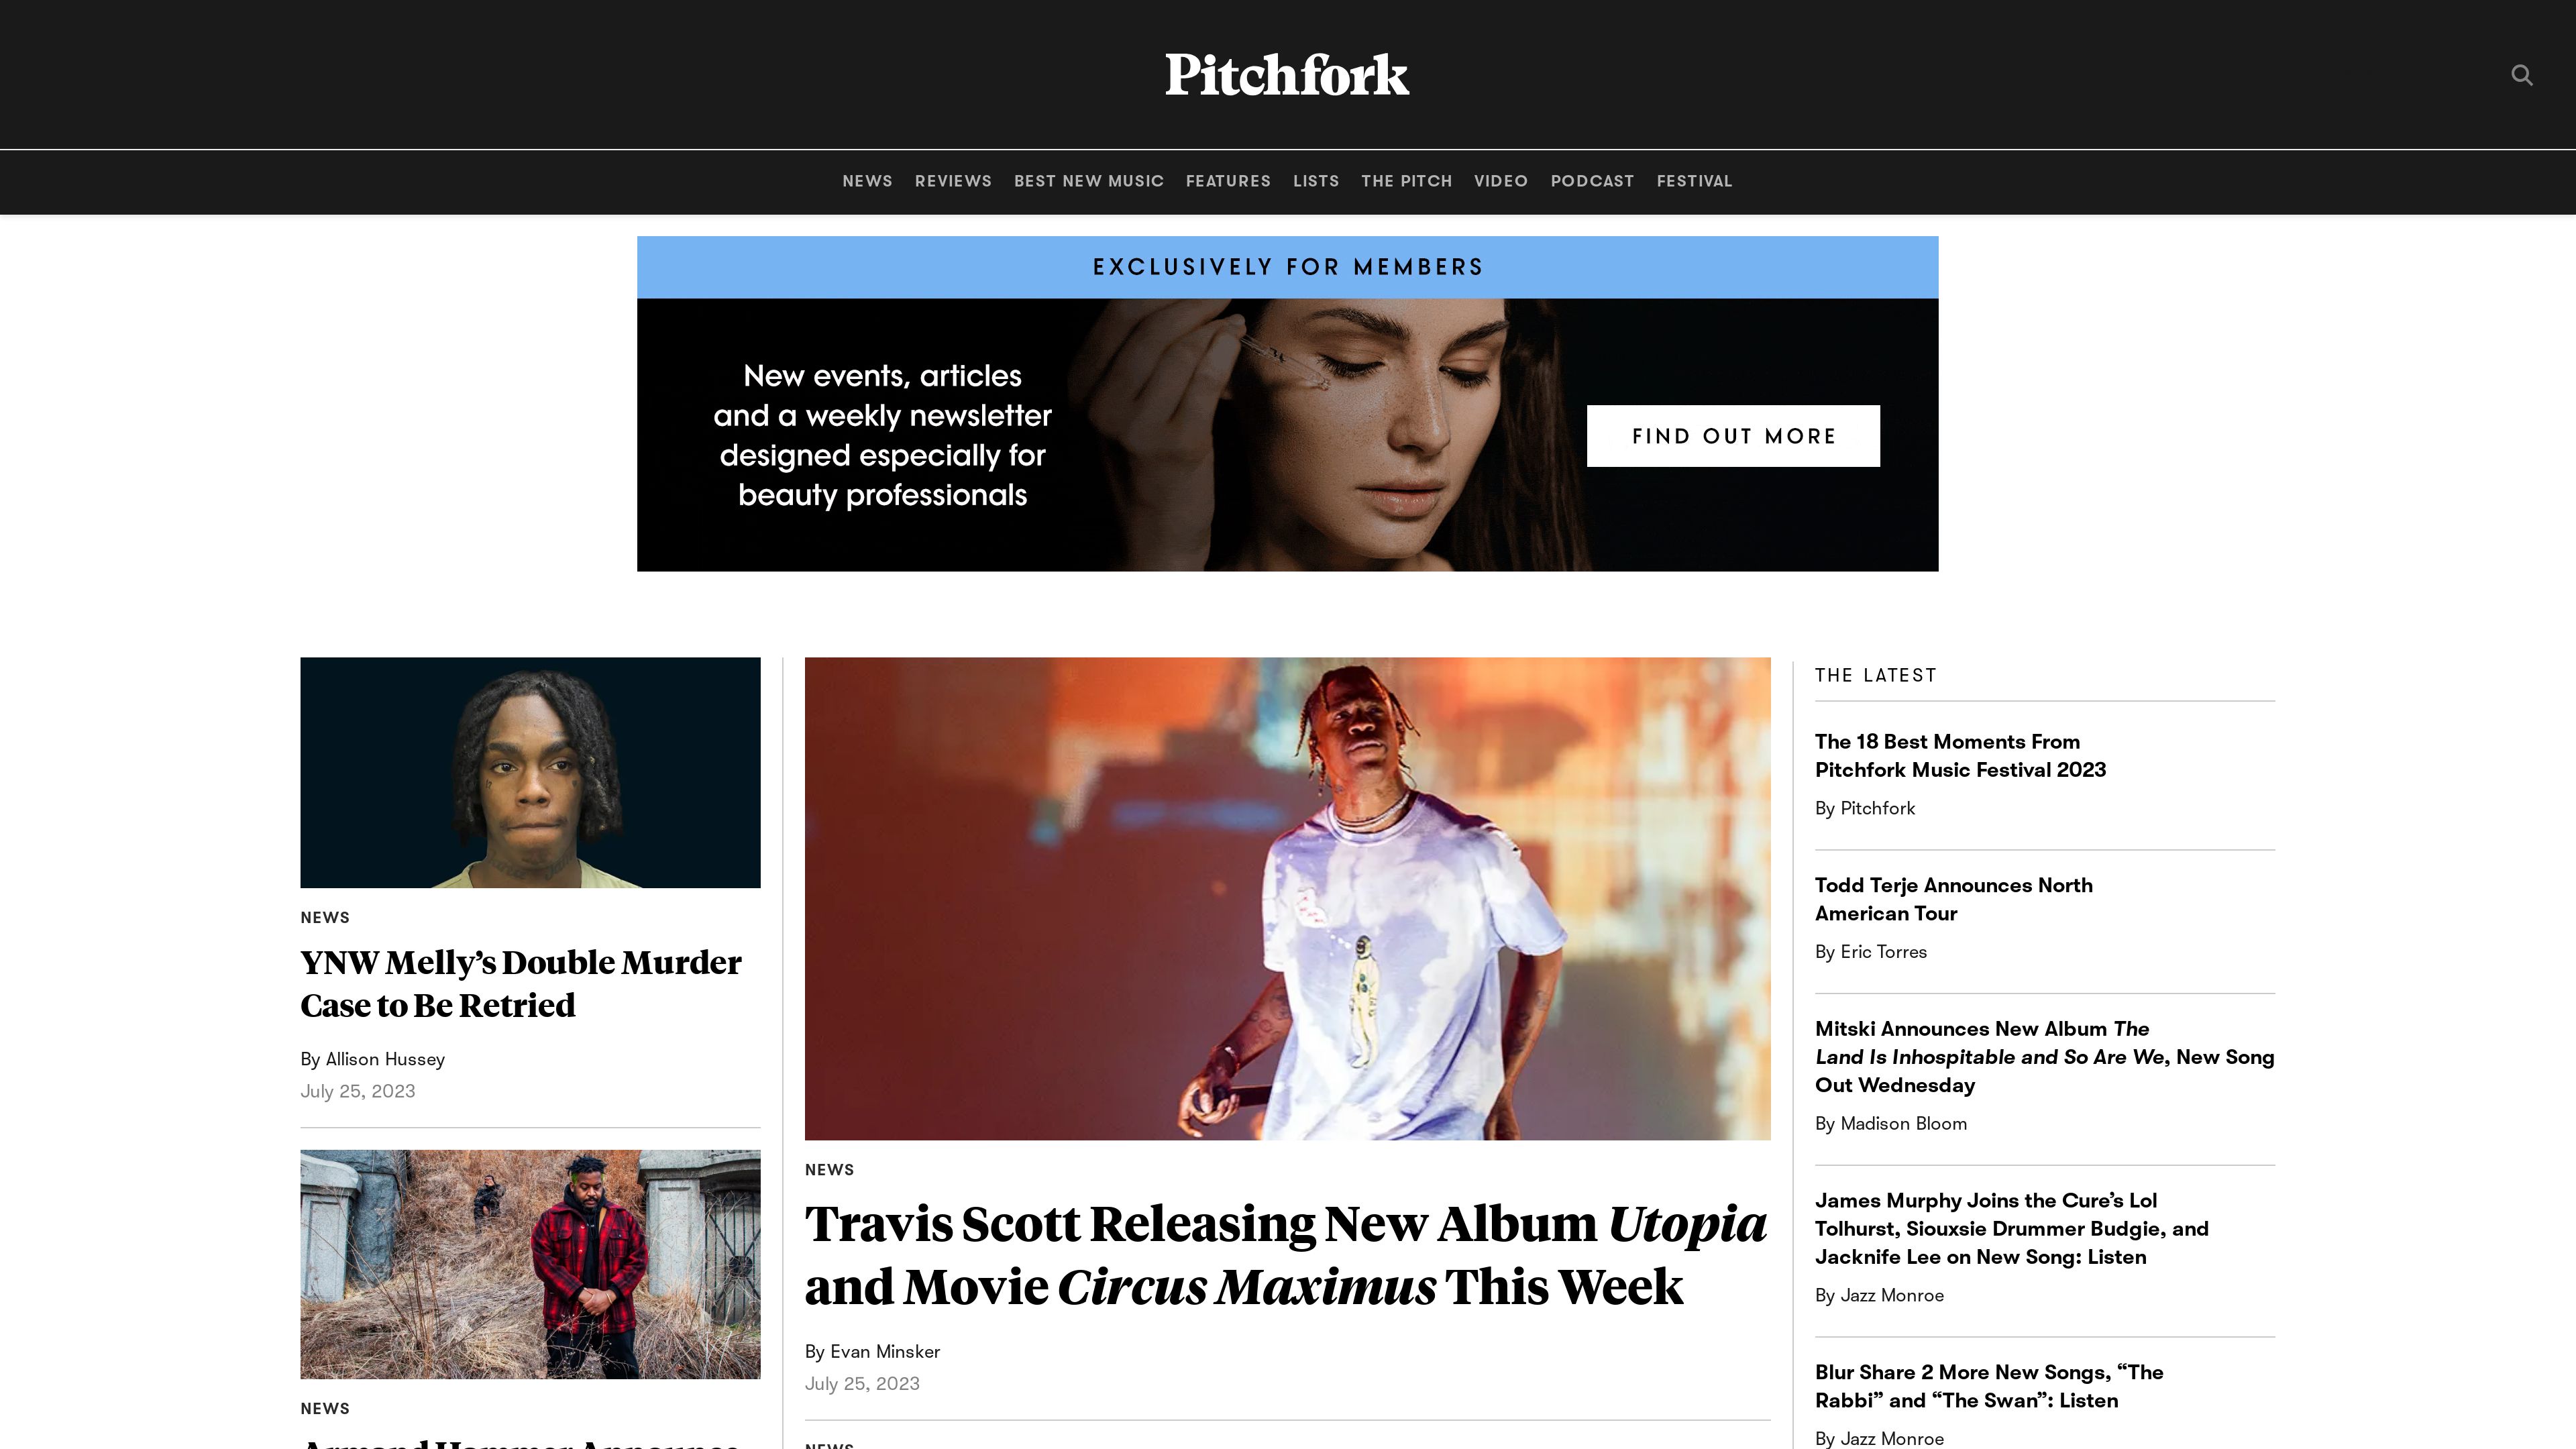 Pitchfork
NEWS REVIEWS BEST NEW MUSIC FEATURES LISTS THE PITCH VIDEO PODCAST FESTIVAL
EXCLUSIVELY FOR MEMBERS
New events, articles
and a weekly newsletter
designed especially for
beauty professionals
FIND OUT MORE
NEWS
YNW Melly’s Double Murder
Case to Be Retried
By Allison Hussey
July 25, 2023
NEWS
Armand Hammer Announce
NEWS
Travis Scott Releasing New Album Utopia
and Movie Circus Maximus This Week
By Evan Minsker
July 25, 2023
NEWS
THE LATEST
The 18 Best Moments From
Pitchfork Music Festival 2023
By Pitchfork
Todd Terje Announces North
American Tour
By Eric Torres
Mitski Announces New Album The
Land Is Inhospitable and So Are We, New Song
Out Wednesday
By Madison Bloom
James Murphy Joins the Cure’s Lol
Tolhurst, Siouxsie Drummer Budgie, and
Jacknife Lee on New Song: Listen
By Jazz Monroe
Blur Share 2 More New Songs, “The
Rabbi” and “The Swan”: Listen
By Jazz Monroe